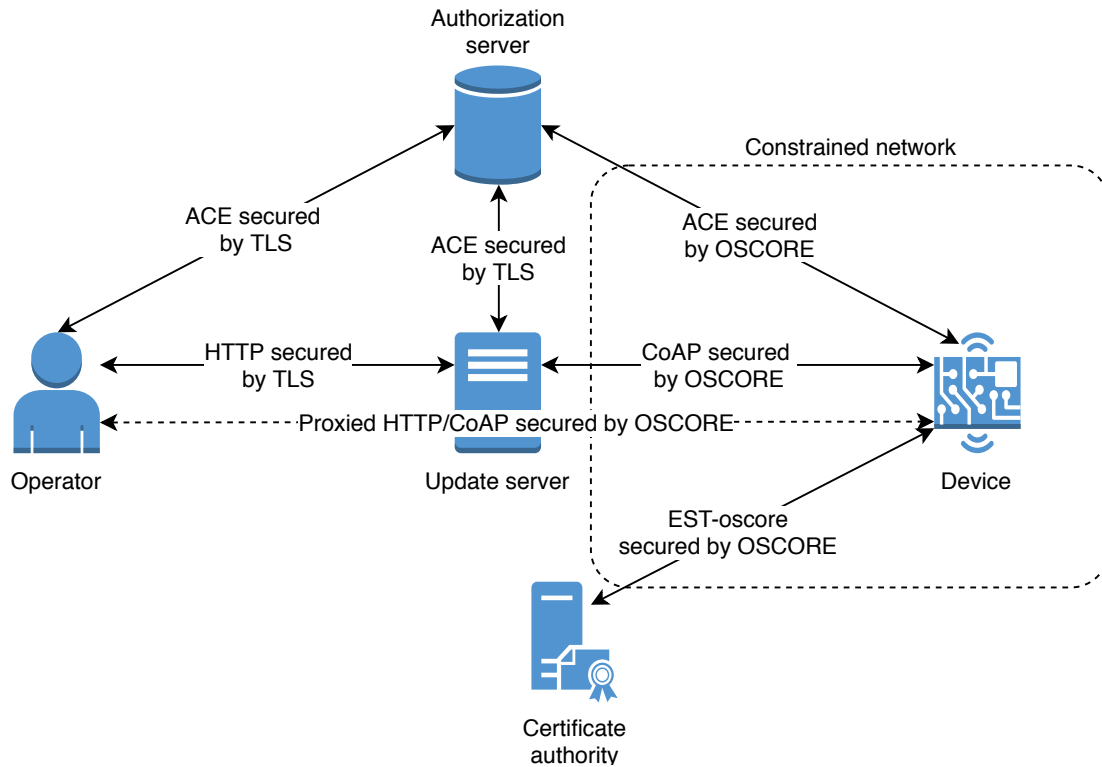 Authorization
server
Constrained network
ACE secured
by TLS
ACE secured
by TLS
ACE secured
by OSCORE
HTTP secured
by TLS
CoAP secured
by OSCORE
Proxied HTTP/CoAP secured by OSCORE
Operator
Update server
Device
EST-oscore
secured by OSCORE
Certificate
authority